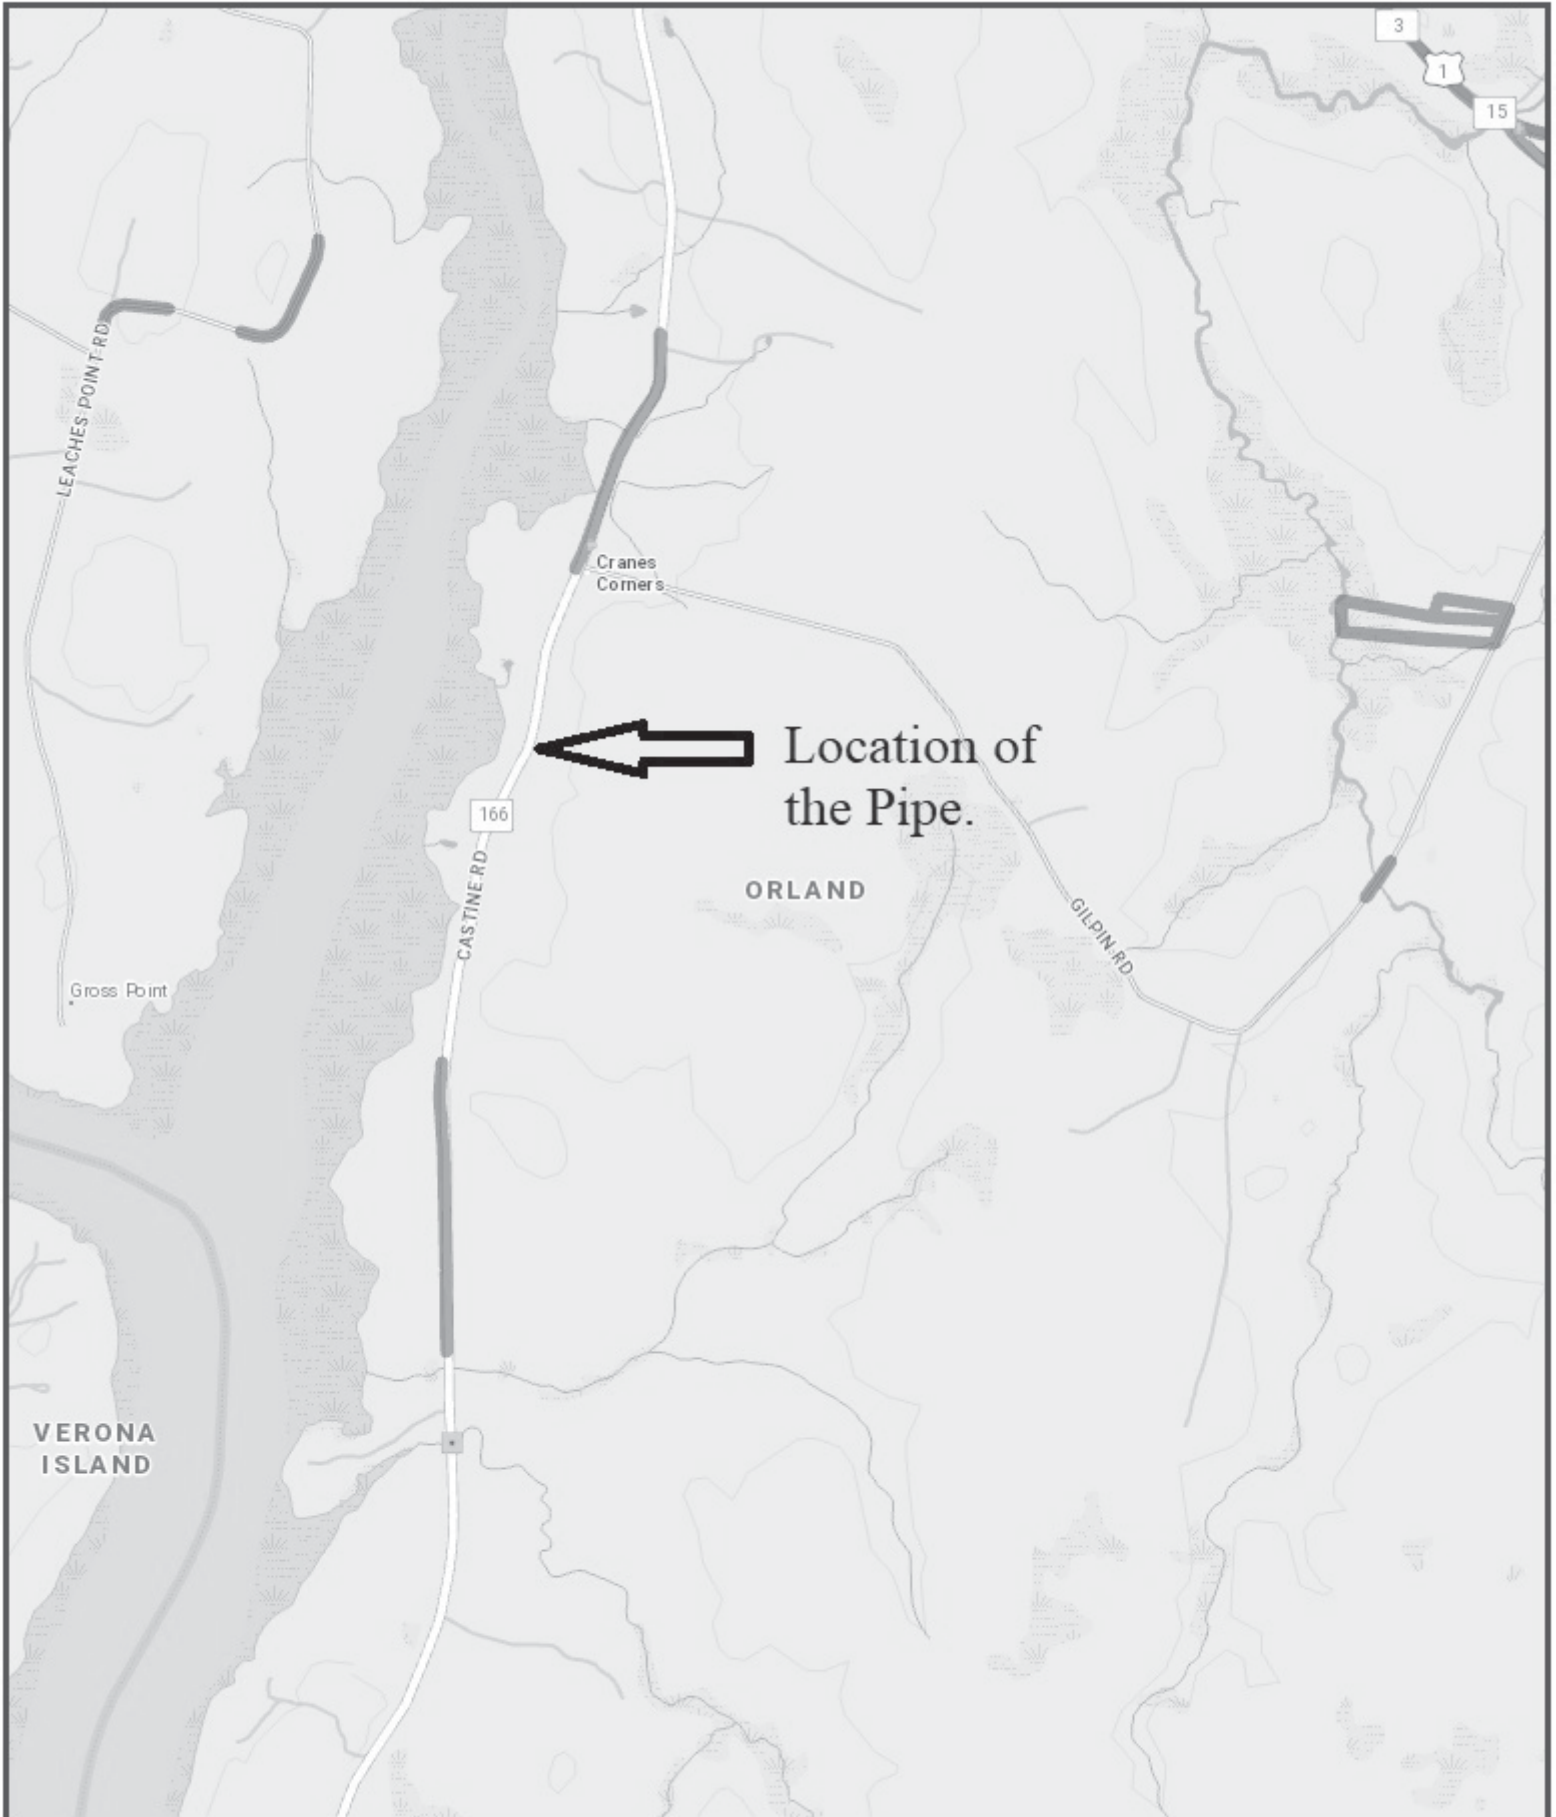 3
1
15
LEACHES POINT RD
Cranes
Corners
Location of
the Pipe.
166
CASTINE RD
ORLAND
GILPIN RD
Gross Point
VERONA
ISLAND